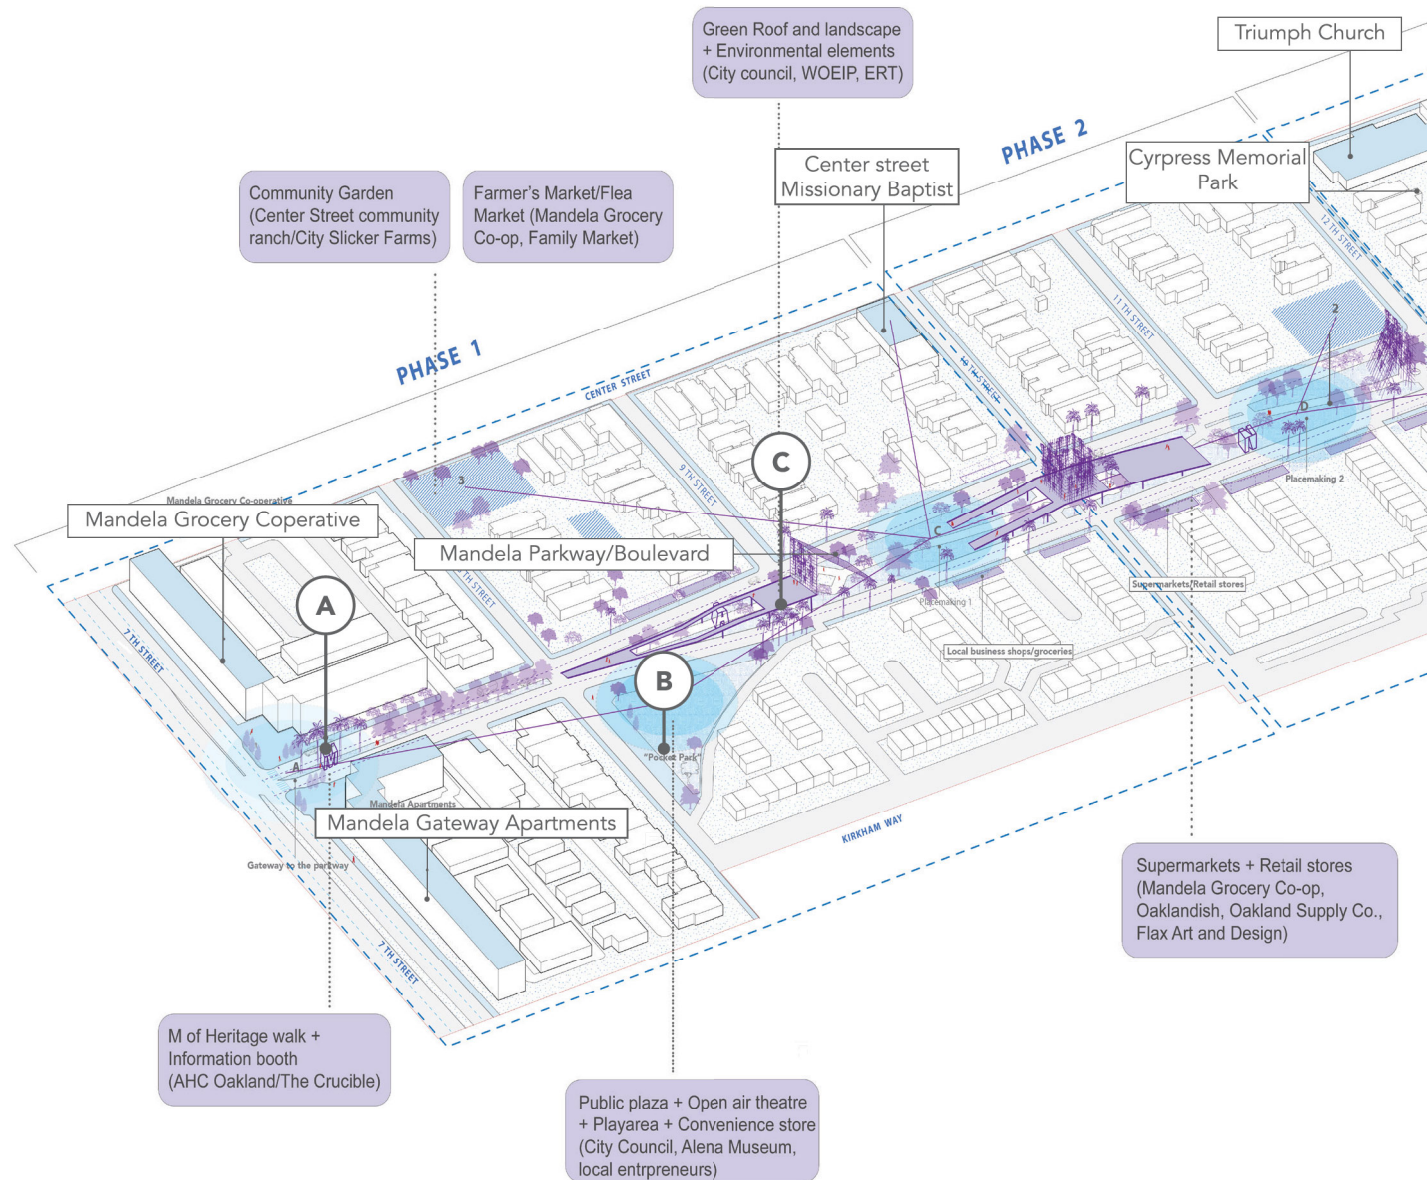 Green Roof and landscape
+ Environmental elements
(City council, WOEIP, ERT)
Triumph Church
PHASE 2
Center street
Missionary Baptist
Cyrpress Memorial
Park
Community Garden
(Center Street community
ranch/City Slicker Farms)
Farmer's Market/Flea
Market (Mandela Grocery
Co-op, Family Market)
12 TH STREET
11 TH STREET
2
PHASE 1
CENTER STREET
10 TH STREET
D
C
9 TH STREET
3
Placemaking 2
Mandela Grocery Co-operative
Mandela Grocery Coperative
Mandela Parkway/Boulevard
C
Supermarkets/Retail stores
Placemaking 1
A
8 TH STREET
7 TH STREET
Local business shops/groceries
B
"Pocket Park"
M
A
Mandela Apartments
Mandela Gateway Apartments
KIRKHAM WAY
Gateway to the parkway
Supermarkets + Retail stores
(Mandela Grocery Co-op,
Oaklandish, Oakland Supply Co.,
Flax Art and Design)
7 TH STREET
M of Heritage walk +
Information booth
(AHC Oakland/The Crucible)
Public plaza + Open air theatre
+ Playarea + Convenience store
(City Council, Alena Museum,
local entrpreneurs)